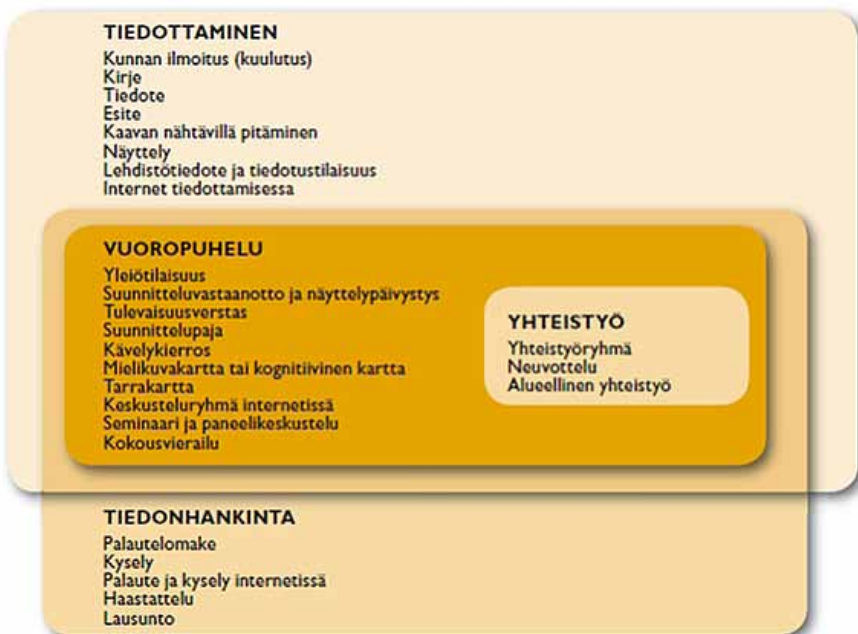 TIEDOTTAMINEN
Kunnan ilmoitus (kuulutus)
Kirje
Tiedote
Esite
Kaavan nähtävillä pitäminen
Näyttely
Lehdistötiedote ja tiedotustilaisuus
Internet tiedottamisessa
VUOROPUHELU
Yleiötilaisuus
Suunnitteluvastaanotto ja näyttelypäivystys
Tulevaisuusverstas
Suunnittelupaja
Kävelykierros
Mielikuvakartta tai kognitiivinen kartta
Tarrakartta
Keskusteluryhmä internetissä
Seminaari ja paneelikeskustelu
Kokousvierailu
YHTEISTYÖ
Yhteistyöryhmä
Neuvottelu
Alueellinen yhteistyö
TIEDONHANKINTA
Palautelomake
Kysely
Palaute ja kysely internetissä
Haastattelu
Lausunto